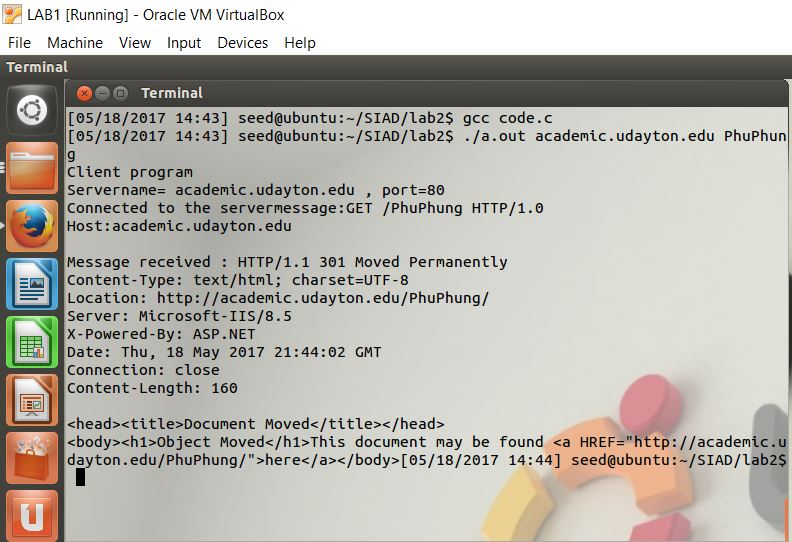 LAB1 [Running] - Oracle VM VirtualBox
File Machine View Input Devices Help
Terminal
Terminal
[05/18/2017 14:43] seed@ubuntu:~/SIAD/lab2$ gcc code.c
[05/18/2017 14:43] seed@ubuntu:~/SIAD/lab2$ ./a.out academic.udayton.edu PhuPhun
g
Client program
Servername= academic.udayton.edu , port=80
Connected to the servermessage:GET /PhuPhung HTTP/1.0
Host:academic.udayton.edu

Message received : HTTP/1.1 301 Moved Permanently
Content-Type: text/html; charset=UTF-8
Location: http://academic.udayton.edu/PhuPhung/
Server: Microsoft-IIS/8.5
X-Powered-By: ASP.NET
Date: Thu, 18 May 2017 21:44:02 GMT
Connection: close
Content-Length: 160

<head><title>Document Moved</title></head>
<body><h1>Object Moved</h1>This document may be found <a HREF="http://academic.u
dayton.edu/PhuPhung/">here</a></body>[05/18/2017 14:44] seed@ubuntu:~/SIAD/lab2$